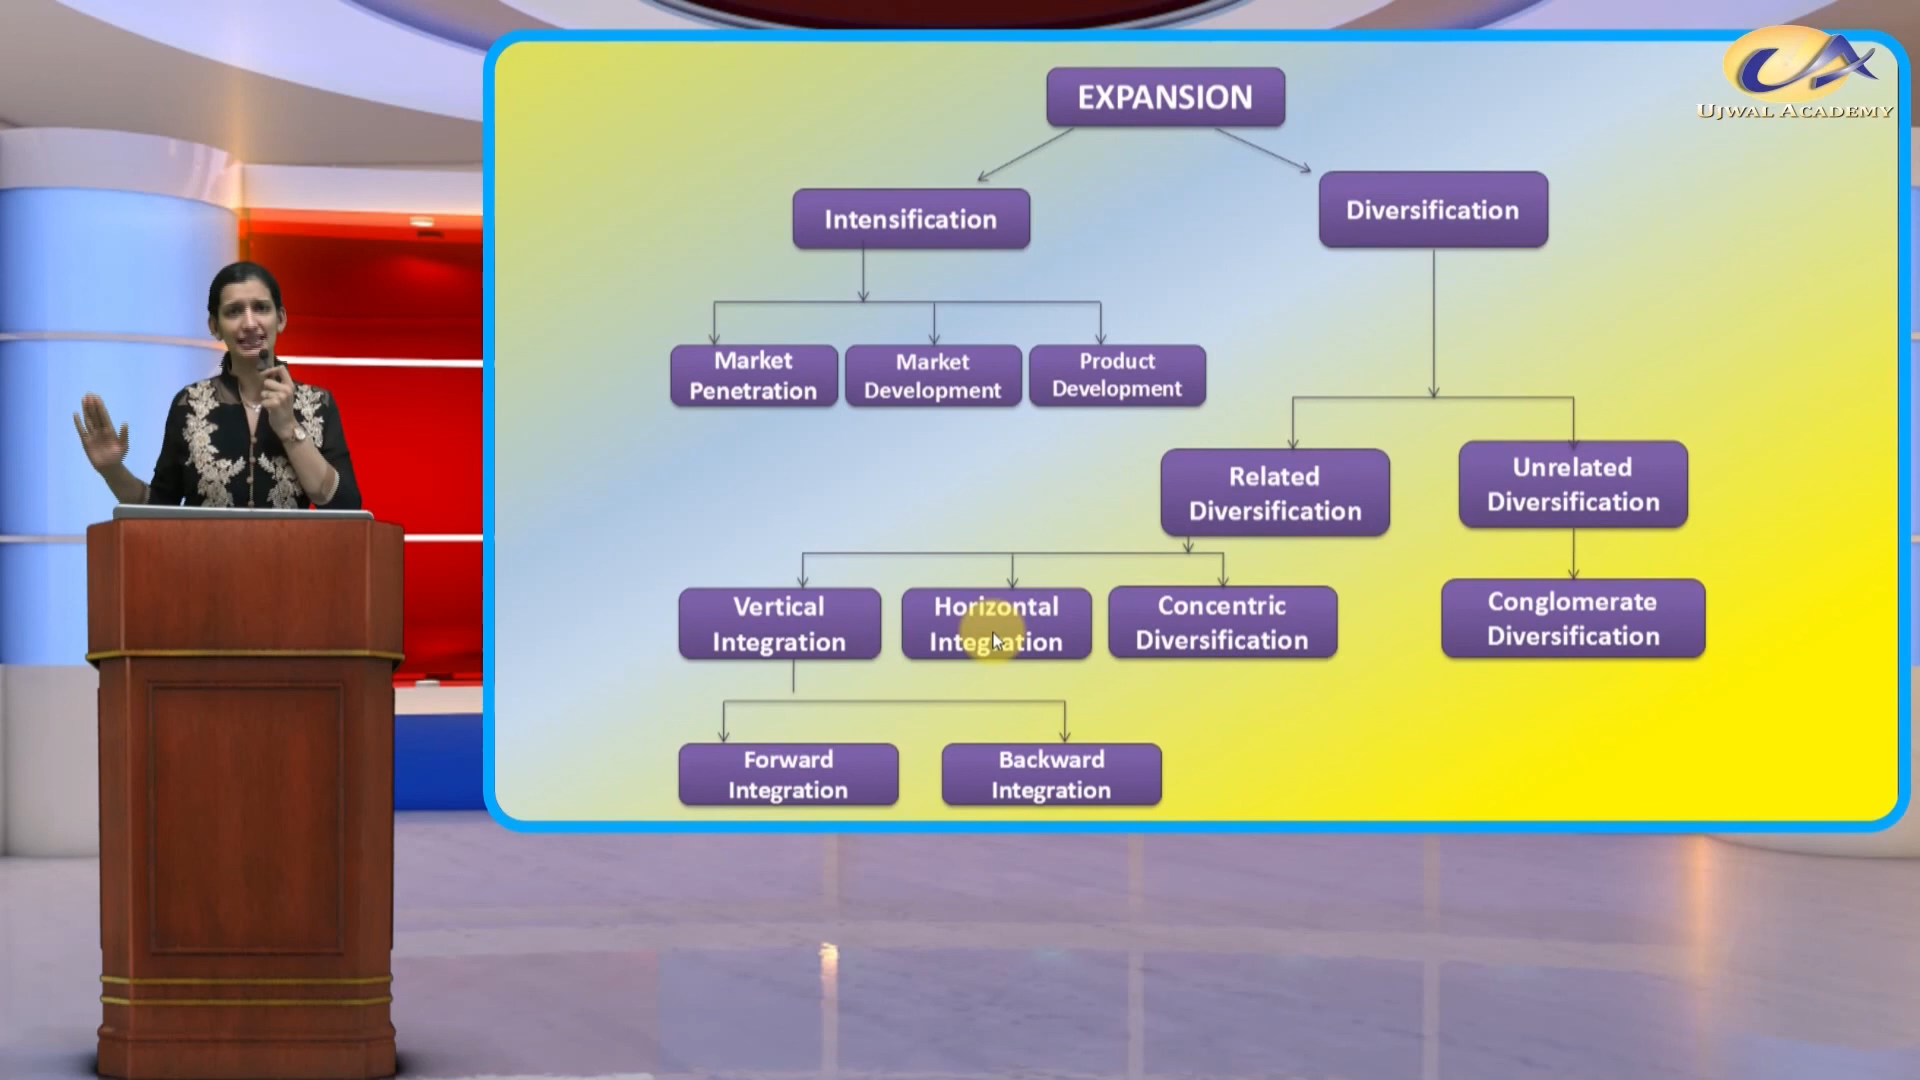 EXPANSION
UJWAL ACADEMY
Intensification
Diversification
Market
Penetration
Market
Development
Product
Development
Related
Diversification
Unrelated
Diversification
Vertical
Integration
Horizontal
Integration
Concentric
Diversification
Conglomerate
Diversification
Forward
Integration
Backward
Integration